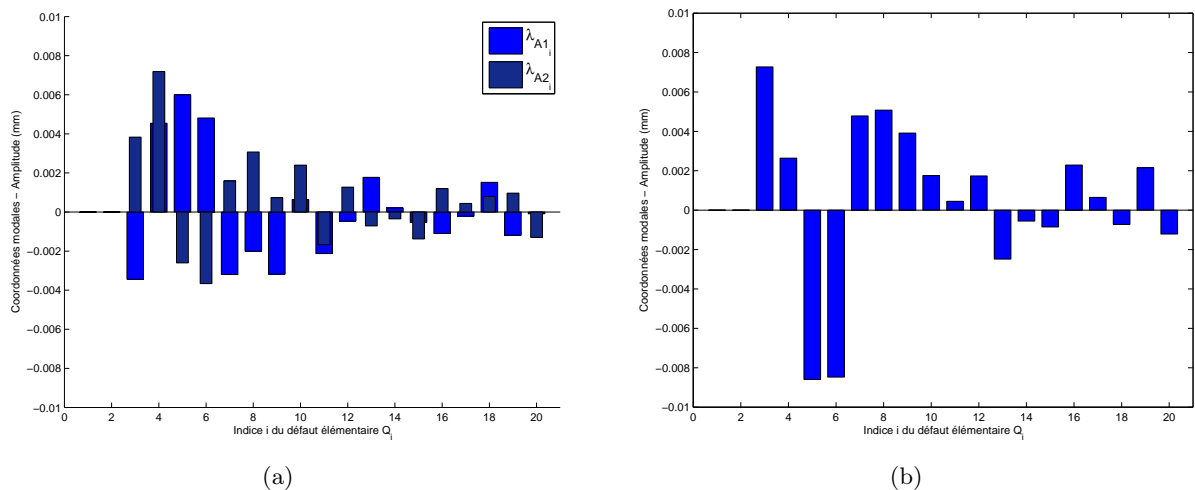 0.01
0.008
0.006
0.004
0.002
0
−0.002
−0.004
−0.006
−0.008
−0.01
Coordonnées modales − Amplitude (mm)
λA1i
λA2i
0 2 4 6 8 10 12 14 16 18 20
Indice i du défaut élémentaire Qi
(a)
0.01
0.008
0.006
0.004
0.002
0
−0.002
−0.004
−0.006
−0.008
−0.01
Coordonnées modales − Amplitude (mm)
0 2 4 6 8 10 12 14 16 18 20
Indice i du défaut élémentaire Qi
(b)